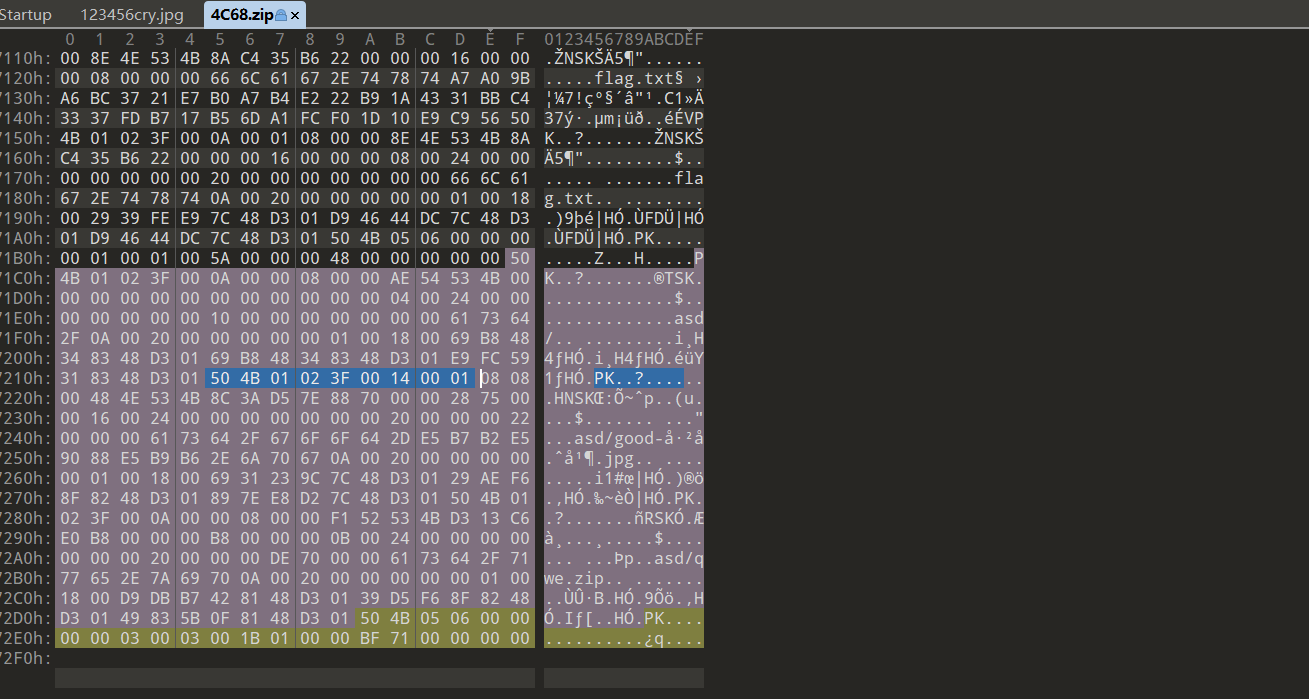 Startup 123456cry.jpg 4C68.zip ×
0 1 2 3 4 5 6 7 8 9 A B C D E F 0123456789ABCDEF
7110h: 00 8E 4E 53 4B 8A C4 35 B6 22 00 00 00 16 00 00 .ŽNSKŠÄ5¶"......
7120h: 00 08 00 00 00 66 6C 61 67 2E 74 78 74 A7 A0 9B .....flag.txt§ ›
7130h: A6 BC 37 21 E7 B0 A7 B4 E2 22 B9 1A 43 31 BB C4 ¦¼7!ç°§´â"¹.C1»Ä
7140h: 33 37 FD B7 17 B5 6D A1 FC F0 1D 10 E9 C9 56 50 37ý·.µm¡üð..éÉVP
7150h: 4B 01 02 3F 00 0A 00 01 08 00 00 8E 4E 53 4B 8A K..?.......ŽNSKŠ
7160h: C4 35 B6 22 00 00 00 16 00 00 00 08 00 24 00 00 Ä5¶".........$..
7170h: 00 00 00 00 00 20 00 00 00 00 00 00 00 66 6C 61 ..... .......fla
7180h: 67 2E 74 78 74 0A 00 20 00 00 00 00 00 01 00 18 g.txt.. ........
7190h: 00 29 39 FE E9 7C 48 D3 01 D9 46 44 DC 7C 48 D3 .)9þé|HÓ.ÙFDÜ|HÓ
71A0h: 01 D9 46 44 DC 7C 48 D3 01 50 4B 05 06 00 00 00 .ÙFDÜ|HÓ.PK.....
71B0h: 00 01 00 01 00 5A 00 00 00 48 00 00 00 00 00 50 .....Z...H.....P
71C0h: 4B 01 02 3F 00 0A 00 00 00 08 00 00 AE 54 53 4B 00 K..?.......®TSK.
71D0h: 00 00 00 00 00 00 00 00 00 00 00 00 04 00 24 00 00 .............$..
71E0h: 00 00 00 00 00 10 00 00 00 00 00 00 00 61 73 64 .............asd
71F0h: 2F 0A 00 20 00 00 00 00 00 01 00 18 00 69 B8 48 /.. .........i¸H
7200h: 34 83 48 D3 01 69 B8 48 34 83 48 D3 01 E9 FC 59 4ƒHÓ.i¸H4ƒHÓ.éüY
7210h: 31 83 48 D3 01 50 4B 01 02 3F 00 14 00 01 08 08 1ƒHÓ.PK..?......
7220h: 00 48 4E 53 4B 8C 3A D5 7E 88 70 00 00 28 75 00 .HNSKŒ:Õ~ˆp..(u.
7230h: 00 16 00 24 00 00 00 00 00 00 00 20 00 00 00 22 ...$....... ..."
7240h: 00 00 00 61 73 64 2F 67 6F 6F 64 2D E5 B7 B2 E5 ...asd/good-å·²å
7250h: 90 88 E5 B9 B6 2E 6A 70 67 0A 00 20 00 00 00 00 .ˆå¹¶.jpg.. ....
7260h: 00 01 00 18 00 69 31 23 9C 7C 48 D3 01 29 AE F6 .....i1#œ|HÓ.)®ö
7270h: 8F 82 48 D3 01 89 7E E8 D2 7C 48 D3 01 50 4B 01 .‚HÓ.‰~èÒ|HÓ.PK.
7280h: 02 3F 00 0A 00 00 08 00 00 F1 52 53 4B D3 13 C6 .?.......ñRSKÓ.Æ
7290h: E0 B8 00 00 00 B8 00 00 00 0B 00 24 00 00 00 00 à¸...¸.....$....
72A0h: 00 00 00 20 00 00 00 DE 70 00 00 61 73 64 2F 71 ... ...Þp..asd/q
72B0h: 77 65 2E 7A 69 70 0A 00 20 00 00 00 00 00 01 00 we.zip.. .......
72C0h: 18 00 D9 DB B7 42 81 48 D3 01 39 D5 F6 8F 82 48 ..ÙÛ·B.HÓ.9Õö.‚H
72D0h: D3 01 49 83 5B 0F 81 48 D3 01 50 4B 05 06 00 00 Ó.Iƒ[..HÓ.PK....
72E0h: 00 00 03 00 03 00 1B 01 00 00 BF 71 00 00 00 00 ..........¿q....
72F0h: